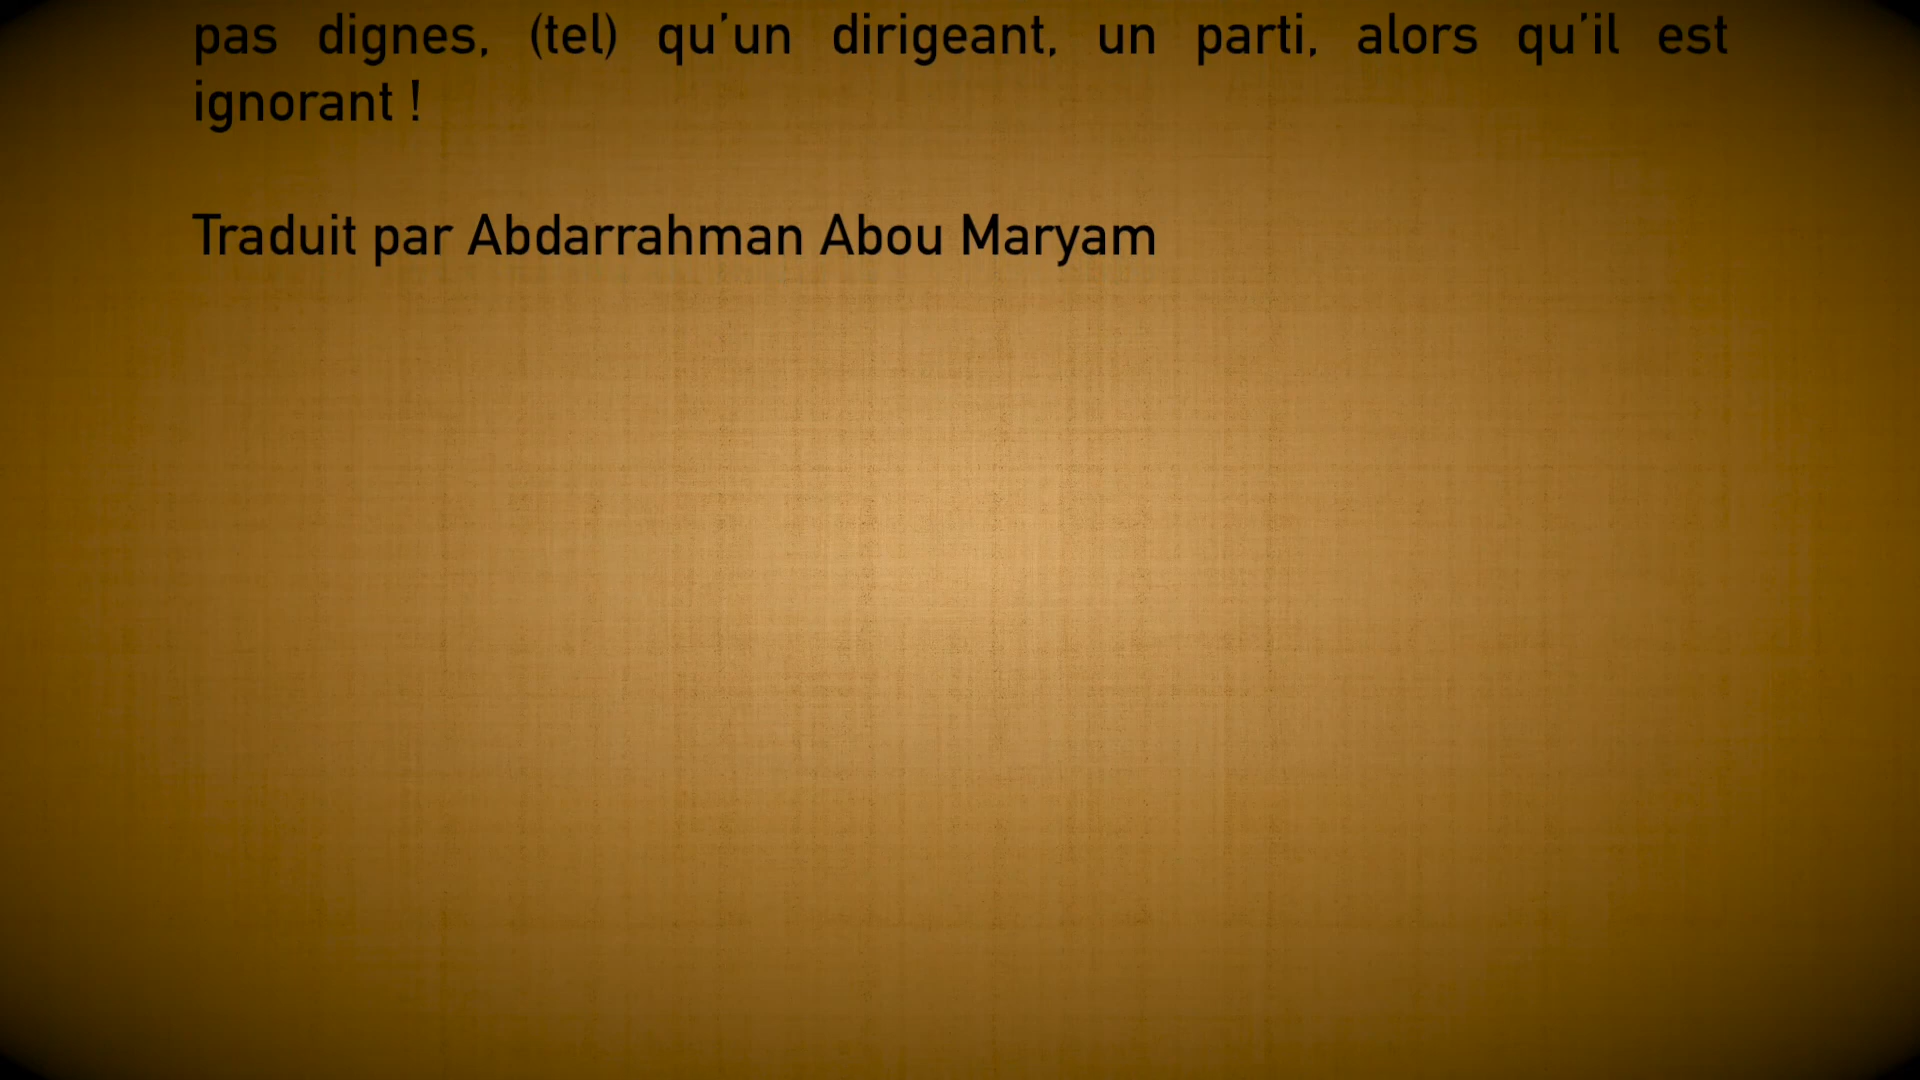 pas dignes, (tel) qu’un dirigeant, un parti, alors qu’il est
ignorant !
Traduit par Abdarrahman Abou Maryam